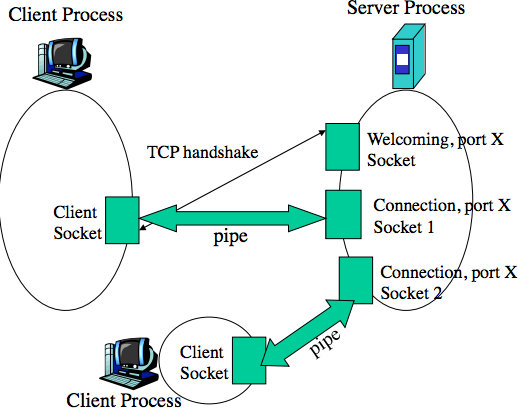 Client Process
Server Process
TCP handshake
Welcoming, port X
Socket
Client
Socket
Connection, port X
Socket 1
pipe
Connection, port X
Socket 2
pipe
Client
Socket
Client Process